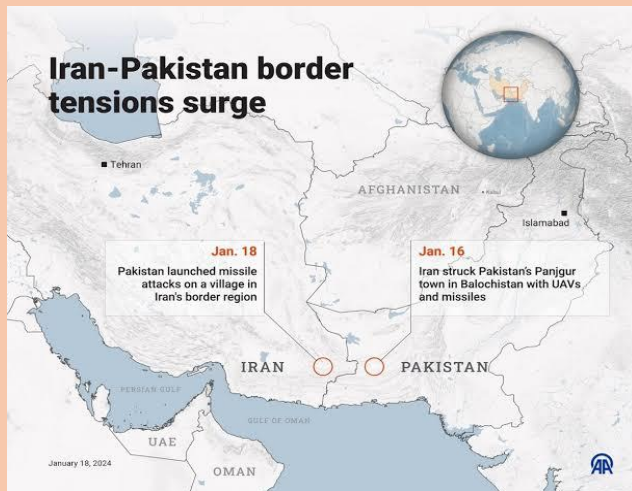 Iran-Pakistan border
tensions surge
Tehran
AFGHANISTAN
Kabul
Islamabad
Jan. 18
Pakistan launched missile
attacks on a village in
Iran's border region
Jan. 16
Iran struck Pakistan's Panjgur
town in Balochistan with UAVs
and missiles
IRAN
PAKISTAN
PERSIAN GULF
GULF OF OMAN
UAE
OMAN
January 18, 2024
AA